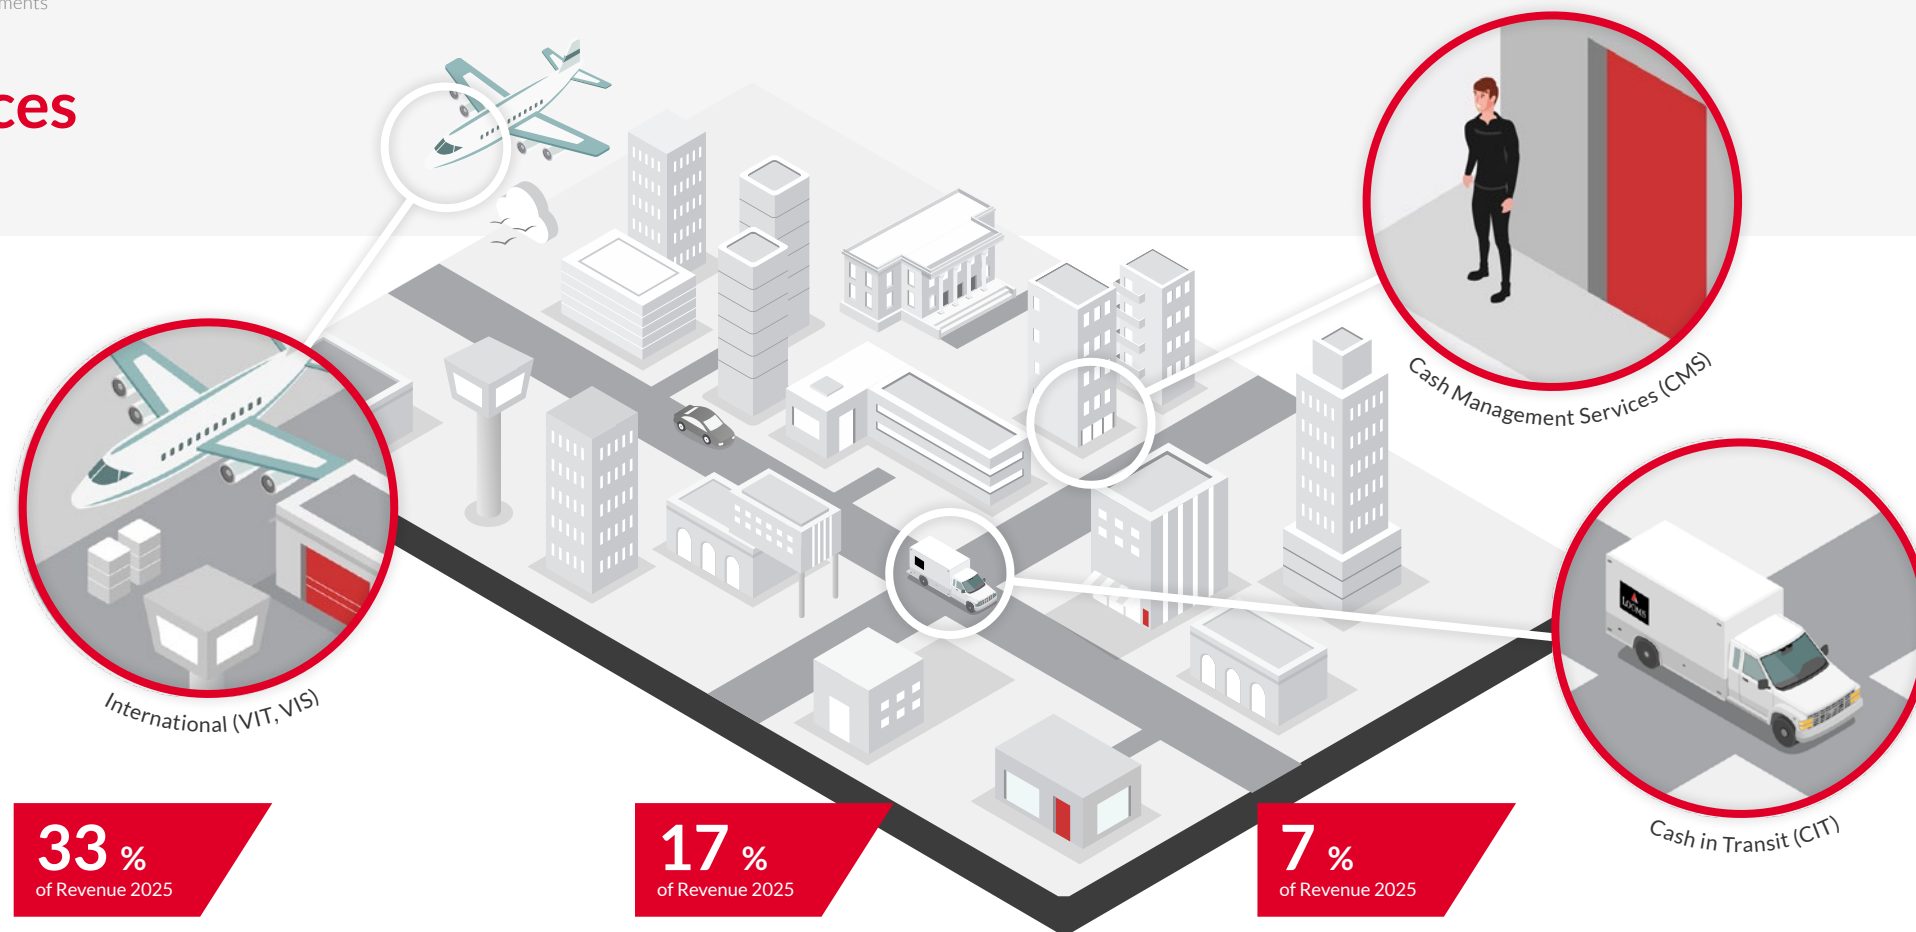 ments
ces
Cash Management Services (CMS)
LOOMIS
International (VIT, VIS)
Cash in Transit (CIT)
33 %
of Revenue 2025
17 %
of Revenue 2025
7 %
of Revenue 2025